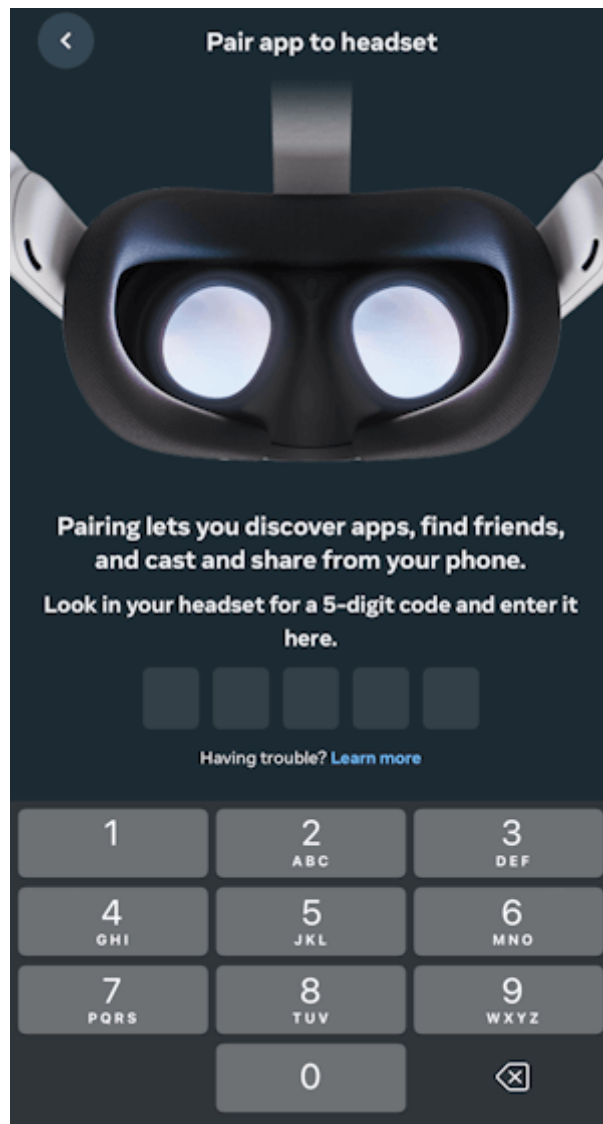 Pair app to headset
Pairing lets you discover apps, find friends,
and cast and share from your phone.
Look in your headset for a 5-digit code and enter it
here.
Having trouble? Learn more
1 2 3
ABC DEF
4 5 6
GHI JKL MNO
7 8 9
PQRS TUV WXYZ
0